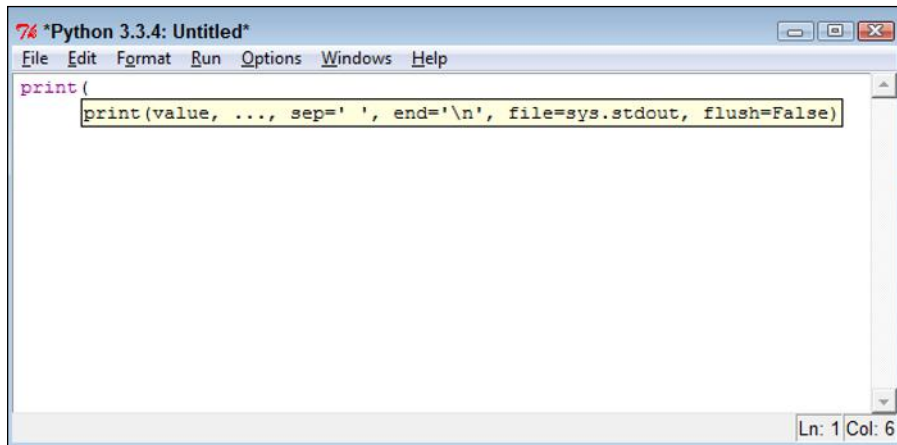 *Python 3.3.4: Untitled*
File Edit Format Run Options Windows Help
print(
print(value, ..., sep=' ', end='\n', file=sys.stdout, flush=False)
Ln: 1 Col: 6